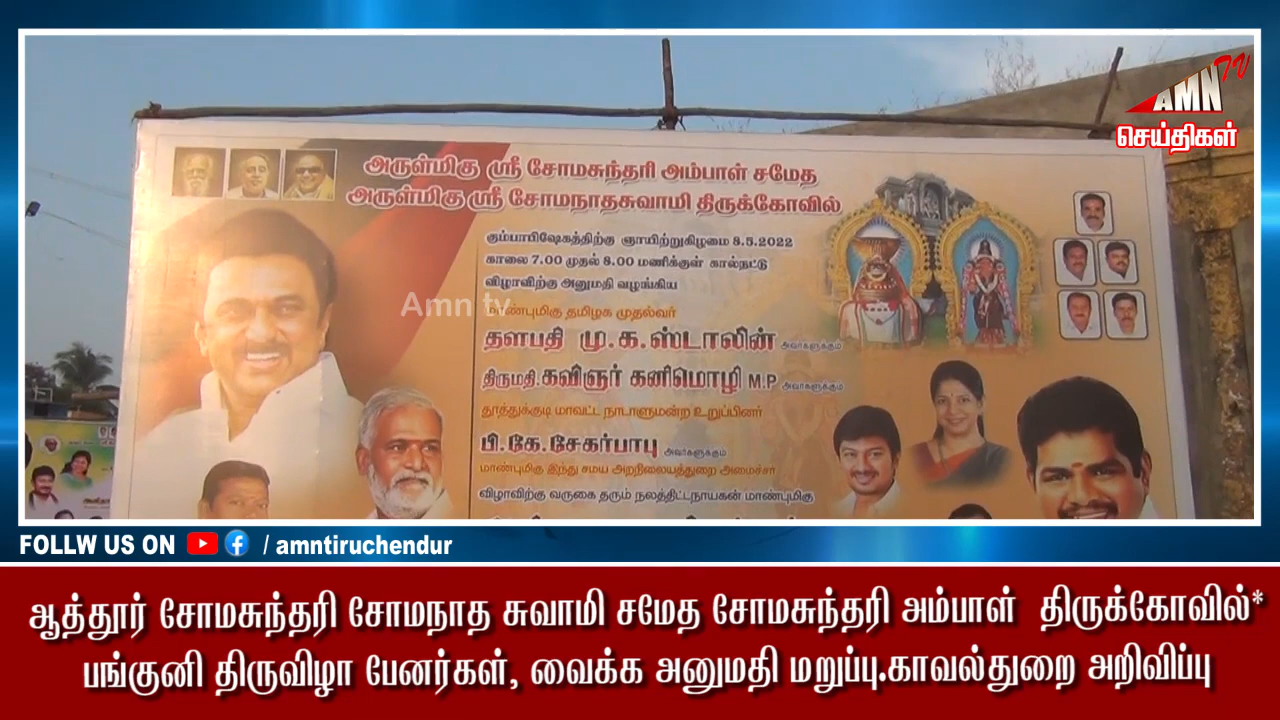 AMN TV
செய்திகள்
அருள்மிகு ஸ்ரீ சோமசுந்தரி அம்பாள் சமேத
அருள்மிகு ஸ்ரீ சோமநாதசுவாமி திருக்கோவில்
கும்பாபிஷேகத்திற்கு ஞாயிற்றுகிழமை 8.5.2022
காலை 7.00 முதல் 8.00 மணிக்குள் கால்நட்டு
விழாவிற்கு அனுமதி வழங்கிய
Amn tv
மாண்புமிகு தமிழக முதல்வர்
தளபதி மு.க.ஸ்டாலின் அவர்களுக்கும்
திருமதி.கவிஞர் கனிமொழி M.P அவர்களுக்கும்
தூத்துக்குடி மாவட்ட நாடாளுமன்ற உறுப்பினர்
பி.கே.சேகர்பாபு அவர்களுக்கும்
மாண்புமிகு இந்து சமய அறநிலையத்துறை அமைச்சர்
விழாவிற்கு வருகை தரும் நலத்திட்டநாயகன் மாண்புமிகு
FOLLW US ON / amntiruchendur
ஆத்தூர் சோமசுந்தரி சோமநாத சுவாமி சமேத சோமசுந்தரி அம்பாள் திருக்கோவில்*
பங்குனி திருவிழா பேனர்கள், வைக்க அனுமதி மறுப்பு.காவல்துறை அறிவிப்பு